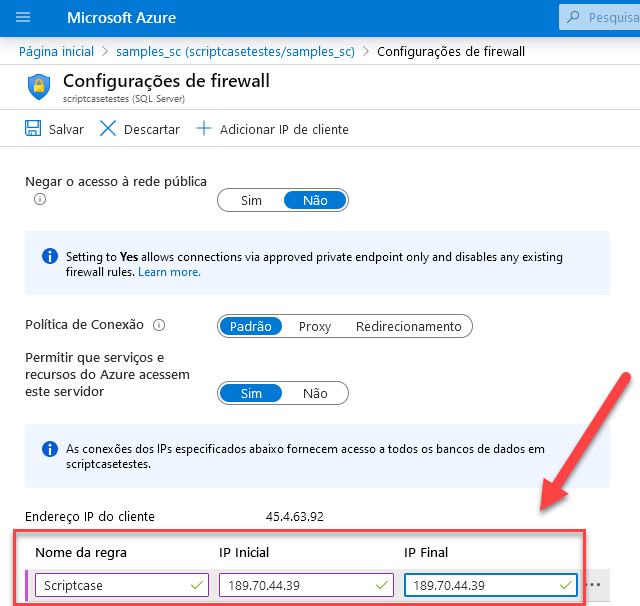 Microsoft Azure
Pesquisa
Página inicial > samples_sc (scriptcasetestes/samples_sc) > Configurações de firewall
Configurações de firewall
scriptcasetestes (SQL Server)
Salvar Descartar Adicionar IP de cliente
Negar o acesso à rede pública
Sim Não
Setting to Yes allows connections via approved private endpoint only and disables any existing
firewall rules. Learn more.
Política de Conexão
Padrão Proxy Redirecionamento
Permitir que serviços e
recursos do Azure acessem
este servidor
Sim Não
As conexões dos IPs especificados abaixo fornecem acesso a todos os bancos de dados em
scriptcasetestes.
Endereço IP do cliente 45.4.63.92
Nome da regra IP Inicial IP Final
Scriptcase 189.70.44.39 189.70.44.39